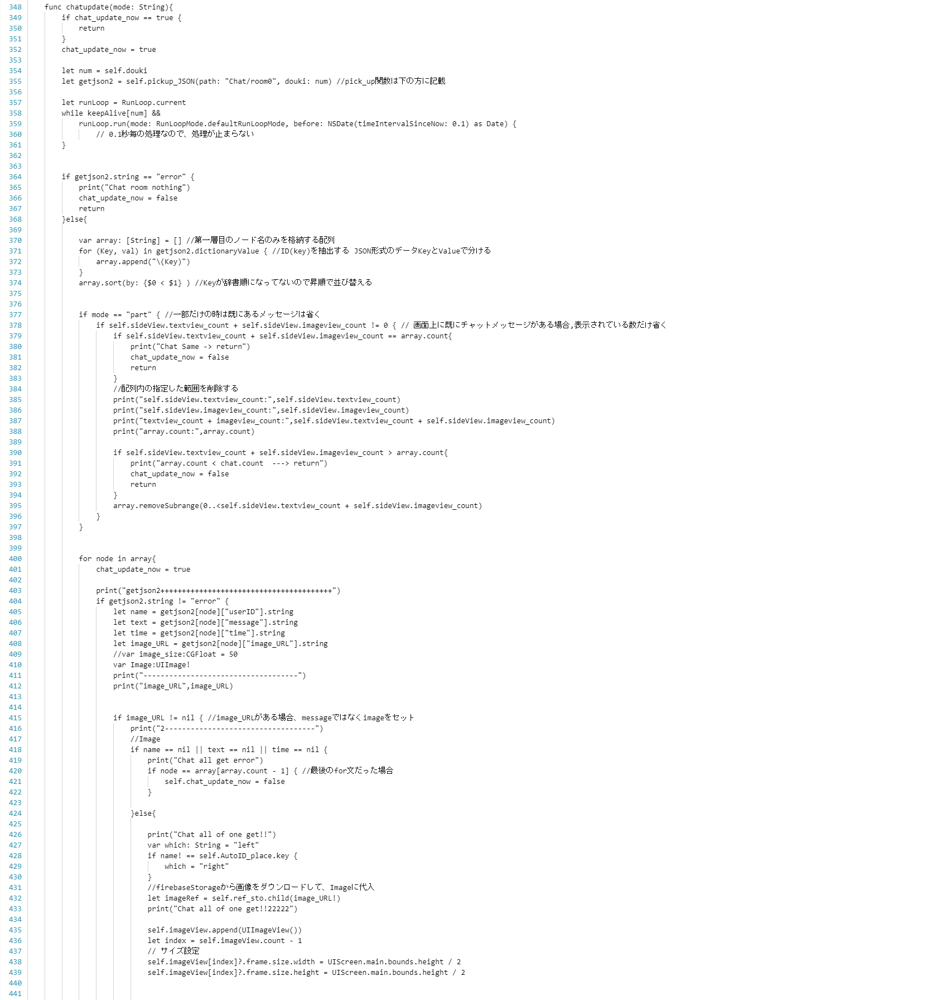 348 func chatupdate(mode: String){
349 if chat_update_now == true {
350 return
351 }
352 chat_update_now = true
353
354 let num = self.douki
355 let getjson2 = self.pickup_JSON(path: "Chat/room0", douki: num) //pick_up関数は下の方に記載
356
357 let runLoop = RunLoop.current
358 while keepAlive[num] &&
359 runLoop.run(mode: RunLoopMode.defaultRunLoopMode, before: NSDate(timeIntervalSinceNow: 0.1) as Date) {
360 // 0.1秒毎の処理なので、処理が止まらない
361 }
362
363
364 if getjson2.string == "error" {
365 print("Chat room nothing")
366 chat_update_now = false
367 return
368 }else{
369
370 var array: [String] = [] //第一層目のノード名のみを格納する配列
371 for (Key, val) in getjson2.dictionaryValue { //ID(key)を抽出する JSON形式のデータKeyとValueで分ける
372 array.append("\(Key)")
373 }
374 array.sort(by: {$0 < $1} ) //Keyが辞書順になってないので昇順で並び替える
375
376
377 if mode == "part" { //一部だけの時は既にあるメッセージは省く
378 if self.sideView.textview_count + self.sideView.imageview_count != 0 { // 画面上に既にチャットメッセージがある場合,表示されている数だけ省く
379 if self.sideView.textview_count + self.sideView.imageview_count == array.count{
380 print("Chat Same -> return")
381 chat_update_now = false
382 return
383 }
384 //配列内の指定した範囲を削除する
385 print("self.sideView.textview_count:",self.sideView.textview_count)
386 print("self.sideView.imageview_count:",self.sideView.imageview_count)
387 print("textview_count + imageview_count:",self.sideView.textview_count + self.sideView.imageview_count)
388 print("array.count:",array.count)
389
390 if self.sideView.textview_count + self.sideView.imageview_count > array.count{
391 print("array.count < chat.count  ---> return")
392 chat_update_now = false
393 return
394 }
395 array.removeSubrange(0..<self.sideView.textview_count + self.sideView.imageview_count)
396 }
397 }
398
399
400 for node in array{
401 chat_update_now = true
402
403 print("getjson2++++++++++++++++++++++++++++++++++++++++")
404 if getjson2.string != "error" {
405 let name = getjson2[node]["userID"].string
406 let text = getjson2[node]["message"].string
407 let time = getjson2[node]["time"].string
408 let image_URL = getjson2[node]["image_URL"].string
409 //var image_size:CGFloat = 50
410 var Image:UIImage!
411 print("------------------------------------")
412 print("image_URL",image_URL)
413
414
415 if image_URL != nil { //image_URLがある場合、messageではなくimageをセット
416 print("2-----------------------------------")
417 //Image
418 if name == nil || text == nil || time == nil {
419 print("Chat all get error")
420 if node == array[array.count - 1] { //最後のfor文だった場合
421 self.chat_update_now = false
422 }
423
424 }else{
425
426 print("Chat all of one get!!")
427 var which: String = "left"
428 if name! == self.AutoID_place.key {
429 which = "right"
430 }
431 //firebaseStorageから画像をダウンロードして、Imageに代入
432 let imageRef = self.ref_sto.child(image_URL!)
433 print("Chat all of one get!!22222")
434
435 self.imageView.append(UIImageView())
436 let index = self.imageView.count - 1
437 // サイズ設定
438 self.imageView[index]?.frame.size.width = UIScreen.main.bounds.height / 2
439 self.imageView[index]?.frame.size.height = UIScreen.main.bounds.height / 2
440
441